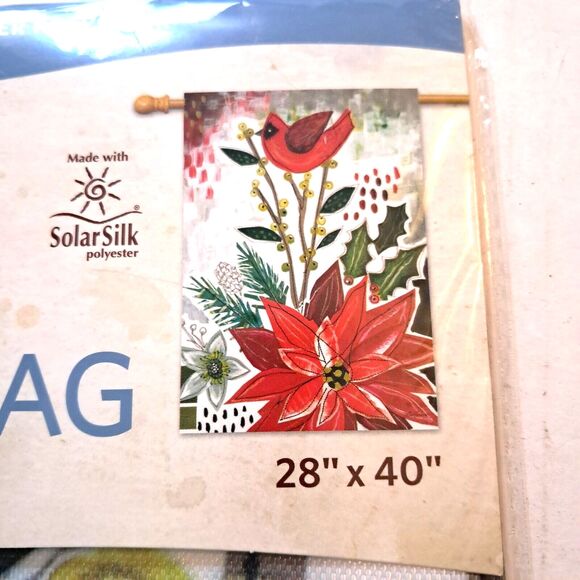 Made with
SolarSilk®
polyester
AG
28" x 40"